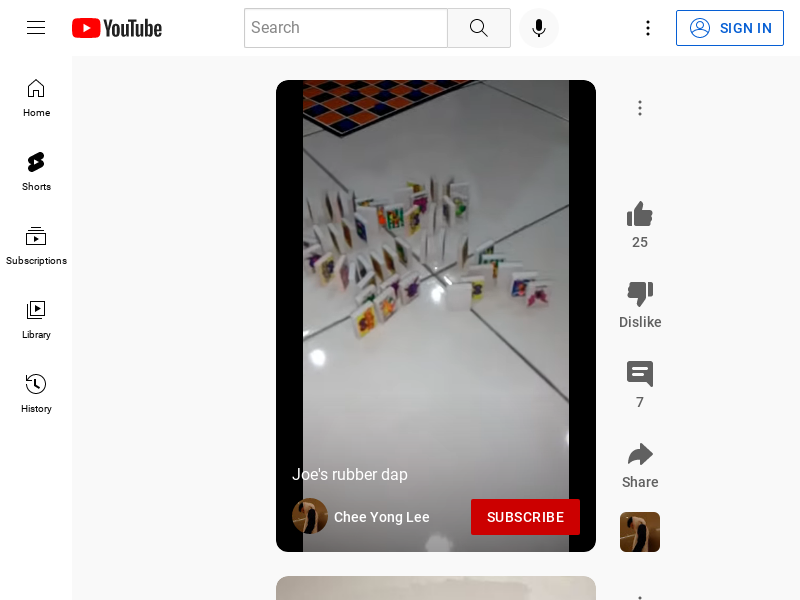 YouTube
Search
SIGN IN
Home
Shorts
Subscriptions
Library
History
25
Dislike
7
Share
Joe's rubber dap
Chee Yong Lee
SUBSCRIBE